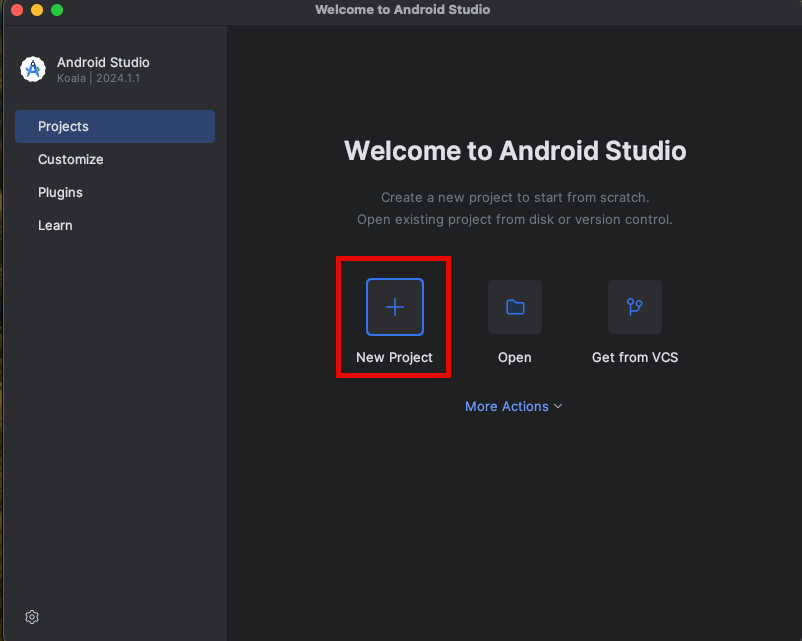 Welcome to Android Studio
Android Studio
Koala | 2024.1.1
Projects
Customize
Plugins
Learn
Welcome to Android Studio
Create a new project to start from scratch.
Open existing project from disk or version control.
New Project
Open
Get from VCS
More Actions